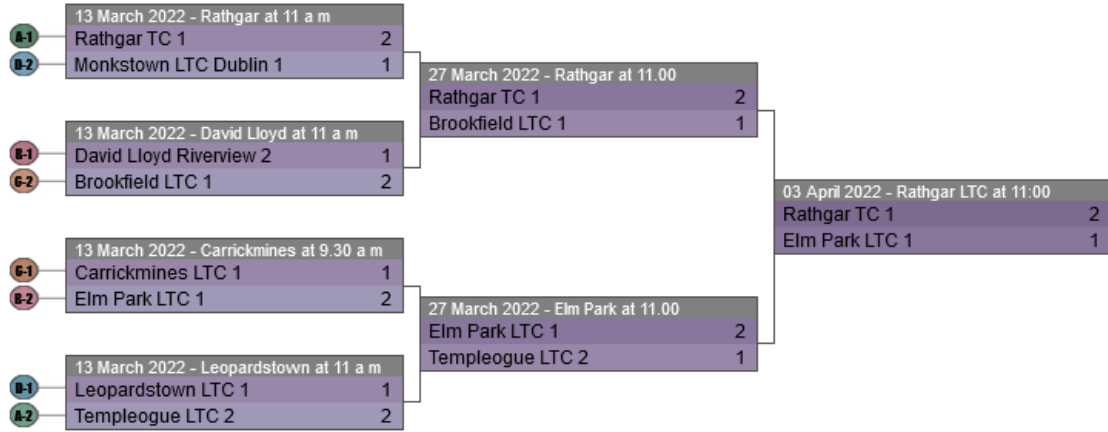 13 March 2022 - Rathgar at 11 a m
A-1 Rathgar TC 1 2
D-2 Monkstown LTC Dublin 1 1
13 March 2022 - David Lloyd at 11 a m
B-1 David Lloyd Riverview 2 1
G-2 Brookfield LTC 1 2
13 March 2022 - Carrickmines at 9.30 a m
G-1 Carrickmines LTC 1 1
B-2 Elm Park LTC 1 2
13 March 2022 - Leopardstown at 11 a m
D-1 Leopardstown LTC 1 1
A-2 Templeogue LTC 2 2
27 March 2022 - Rathgar at 11.00
Rathgar TC 1 2
Brookfield LTC 1 1
27 March 2022 - Elm Park at 11.00
Elm Park LTC 1 2
Templeogue LTC 2 1
03 April 2022 - Rathgar LTC at 11:00
Rathgar TC 1 2
Elm Park LTC 1 1